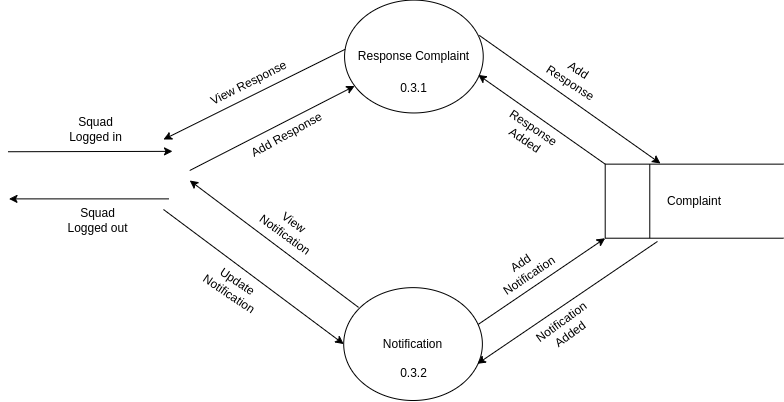 Response Complaint
0.3.1
View Response
Add Response
Add
Response
Response
Added
Squad
Logged in
Squad
Logged out
Complaint
View
Notification
Update
Notification
Add
Notification
Notification
Added
Notification
0.3.2